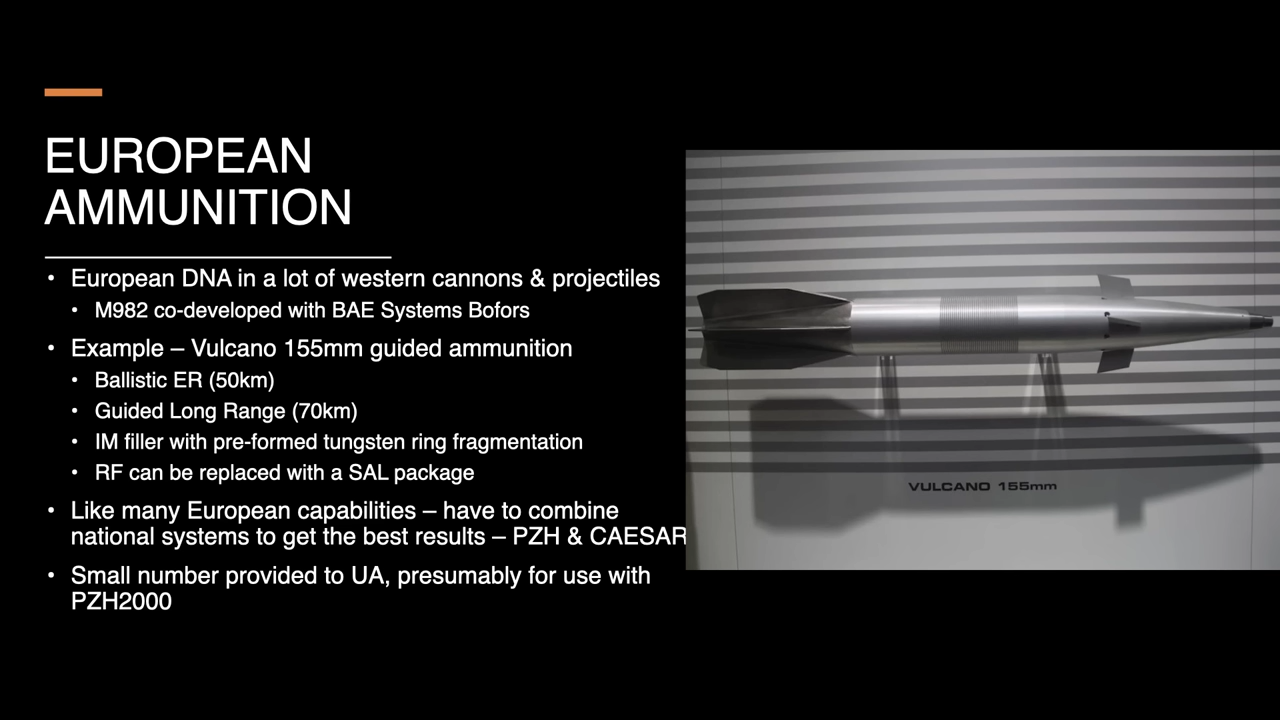 EUROPEAN
AMMUNITION
• European DNA in a lot of western cannons & projectiles
• M982 co-developed with BAE Systems Bofors
• Example – Vulcano 155mm guided ammunition
• Ballistic ER (50km)
• Guided Long Range (70km)
• IM filler with pre-formed tungsten ring fragmentation
• RF can be replaced with a SAL package
• Like many European capabilities – have to combine
national systems to get the best results – PZH & CAESAR
• Small number provided to UA, presumably for use with
PZH2000
VULCANO 155mm